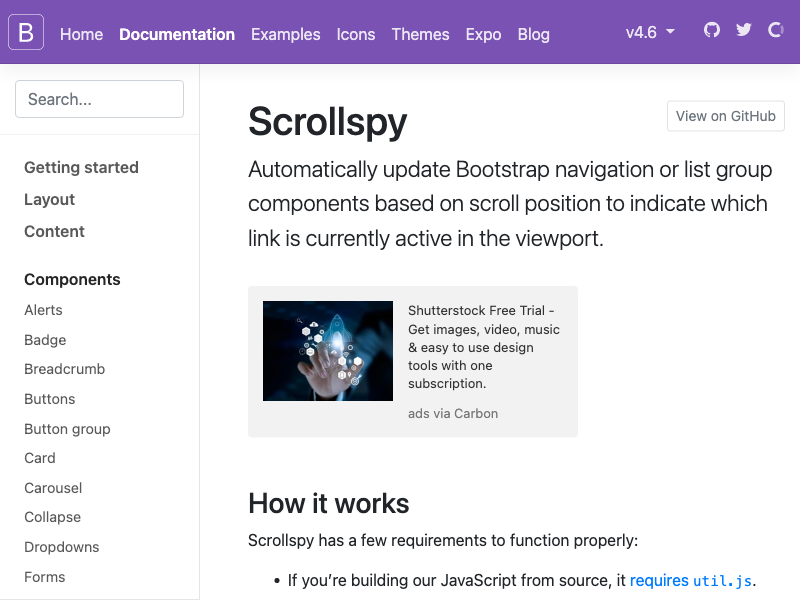 B Home Documentation Examples Icons Themes Expo Blog v4.6
Search...
Getting started
Layout
Content
Components
Alerts
Badge
Breadcrumb
Buttons
Button group
Card
Carousel
Collapse
Dropdowns
Forms
Scrollspy
View on GitHub
Automatically update Bootstrap navigation or list group
components based on scroll position to indicate which
link is currently active in the viewport.
Shutterstock Free Trial -
Get images, video, music
& easy to use design
tools with one
subscription.
ads via Carbon
How it works
Scrollspy has a few requirements to function properly:
• If you’re building our JavaScript from source, it requires util.js.